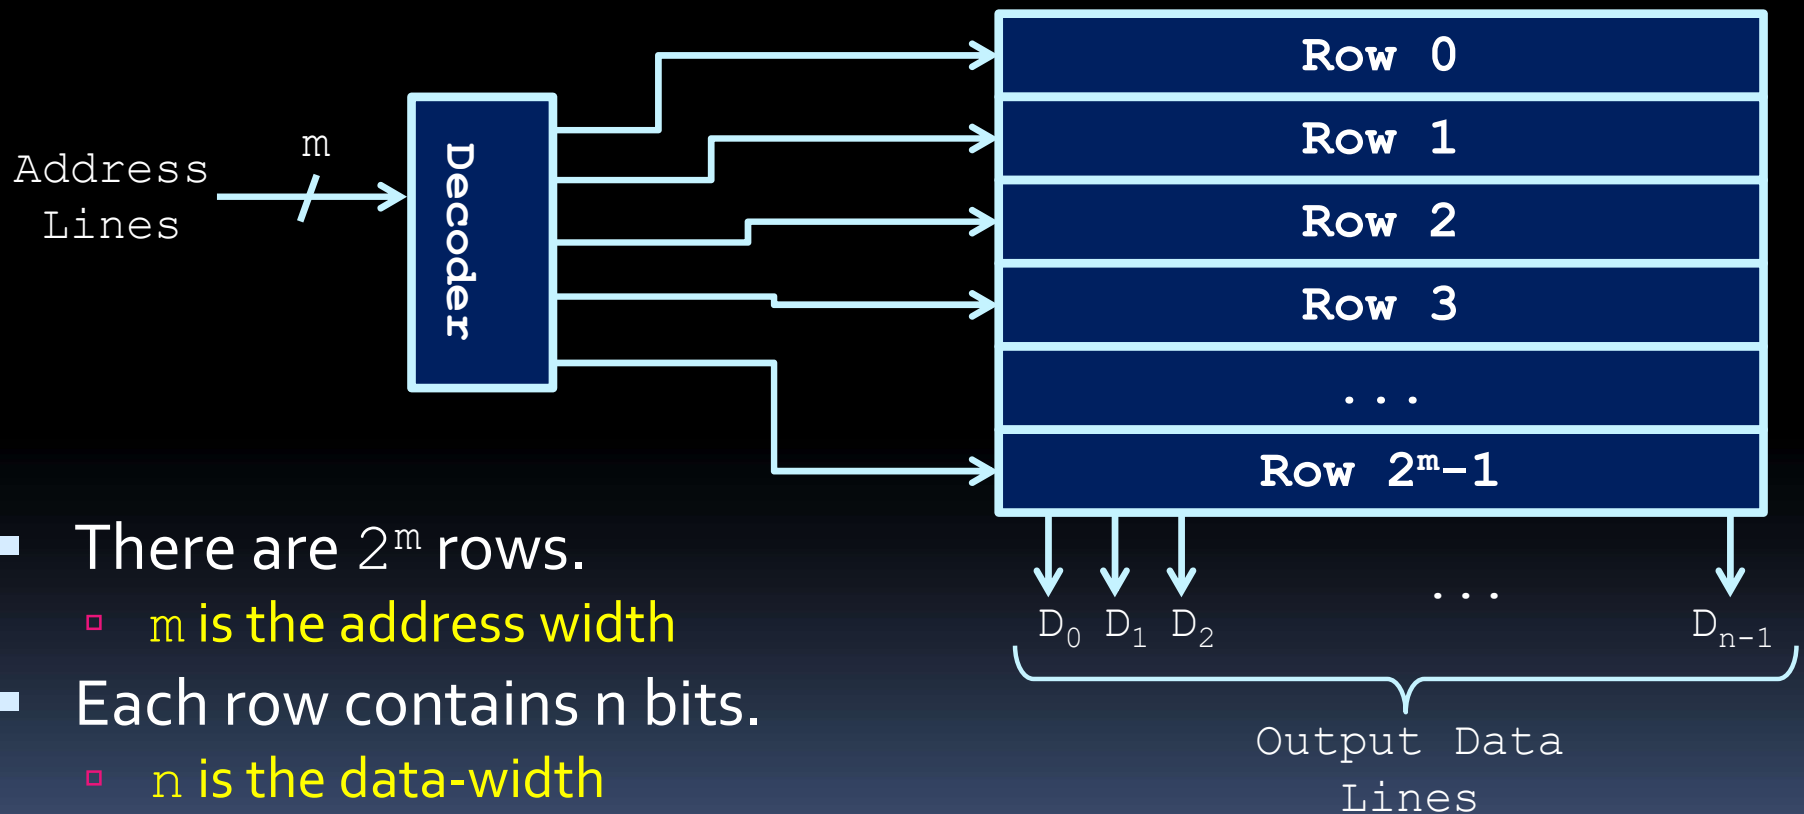 Address
Lines
m
Decoder
Row 0
Row 1
Row 2
Row 3
...
Row 2ᵐ-1
D₀ D₁ D₂ ... Dₙ₋₁
Output Data
Lines
▪ There are 2ᵐ rows.
▫ m is the address width
▪ Each row contains n bits.
▫ n is the data-width